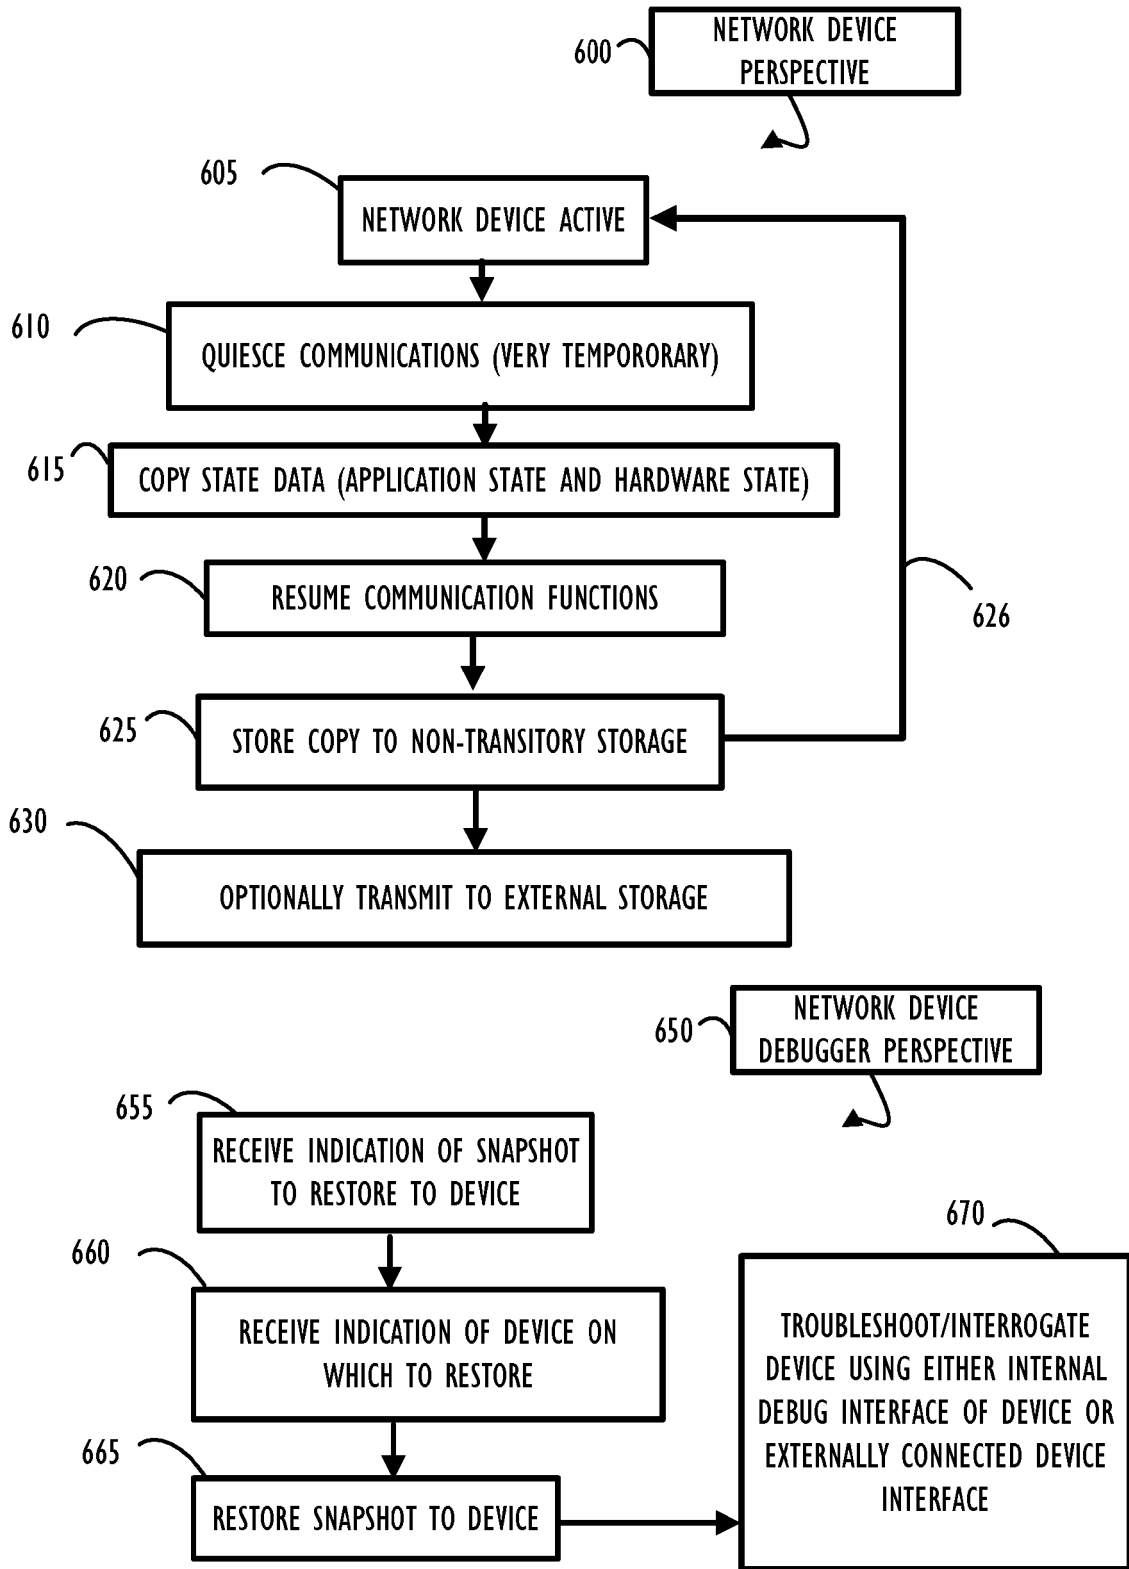 600
NETWORK DEVICE
PERSPECTIVE
605
NETWORK DEVICE ACTIVE
610
QUIESCE COMMUNICATIONS (VERY TEMPORORARY)
615
COPY STATE DATA (APPLICATION STATE AND HARDWARE STATE)
620
RESUME COMMUNICATION FUNCTIONS
626
625
STORE COPY TO NON-TRANSITORY STORAGE
630
OPTIONALLY TRANSMIT TO EXTERNAL STORAGE
650
NETWORK DEVICE
DEBUGGER PERSPECTIVE
655
RECEIVE INDICATION OF SNAPSHOT
TO RESTORE TO DEVICE
660
RECEIVE INDICATION OF DEVICE ON
WHICH TO RESTORE
665
RESTORE SNAPSHOT TO DEVICE
670
TROUBLESHOOT/INTERROGATE
DEVICE USING EITHER INTERNAL
DEBUG INTERFACE OF DEVICE OR
EXTERNALLY CONNECTED DEVICE
INTERFACE